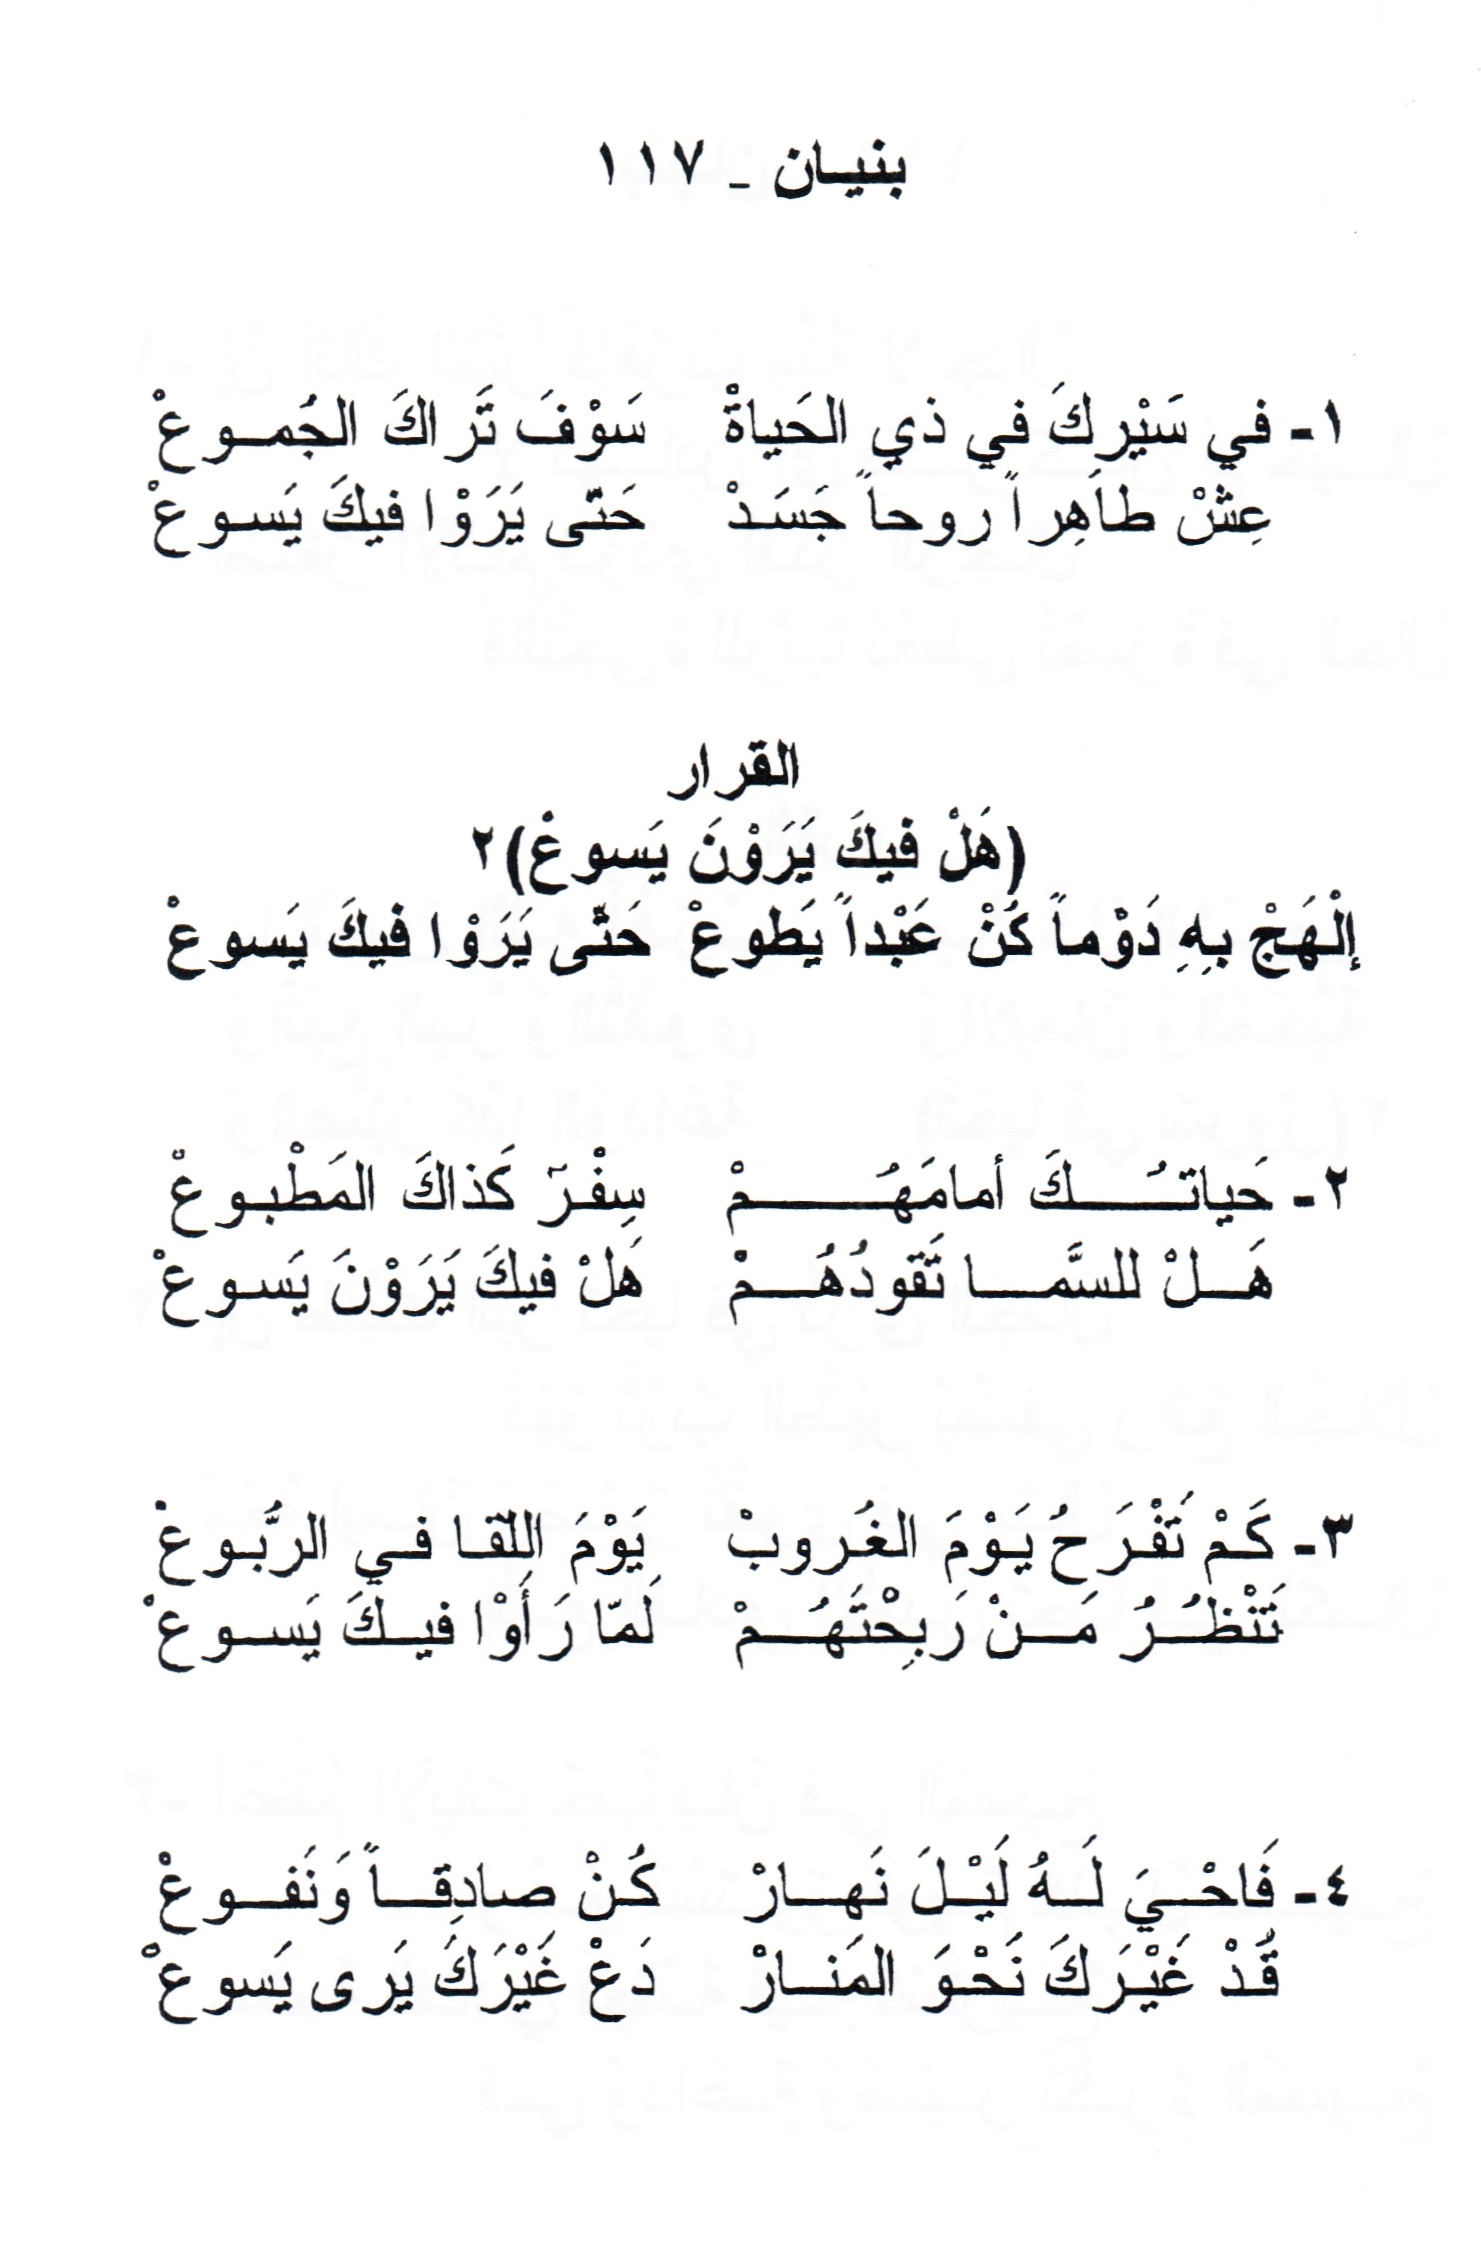 بنيان - ١١٧
١- في سَيْركَ في ذي الحَياةْ سَوْفَ تَراكَ الجُموعْ
عِشْ طاهِراً روحاً جَسَدْ حَتّى يَرَوْا فيكَ يَسوعْ
القرار
(هَلْ فيكَ يَرَوْنَ يَسوعْ)٢
إلْهَجْ بهِ دَوْماً كُنْ عَبْداً يَطوعْ حَتّى يَرَوْا فيكَ يَسوعْ
٢- حَياتُكَ أمامَهُمْ سِفْرٌ كَذاكَ المَطْبوعْ
هَلْ للسَّما تَقودُهُمْ هَلْ فيكَ يَرَوْنَ يَسوعْ
٣- كَمْ تَفْرَحُ يَوْمَ الغُروبْ يَوْمَ اللِّقا في الرُّبوعْ
تَنْظُرُ مَنْ رَبِحْتَهُمْ لَمّا رَأَوْا فيكَ يَسوعْ
٤- فَاحْيَ لَهُ لَيْلَ نَهارْ كُنْ صادِقاً وَنَفوعْ
قُدْ غَيْرَكَ نَحْوَ المَنارْ دَعْ غَيْرَكَ يَرى يَسوعْ